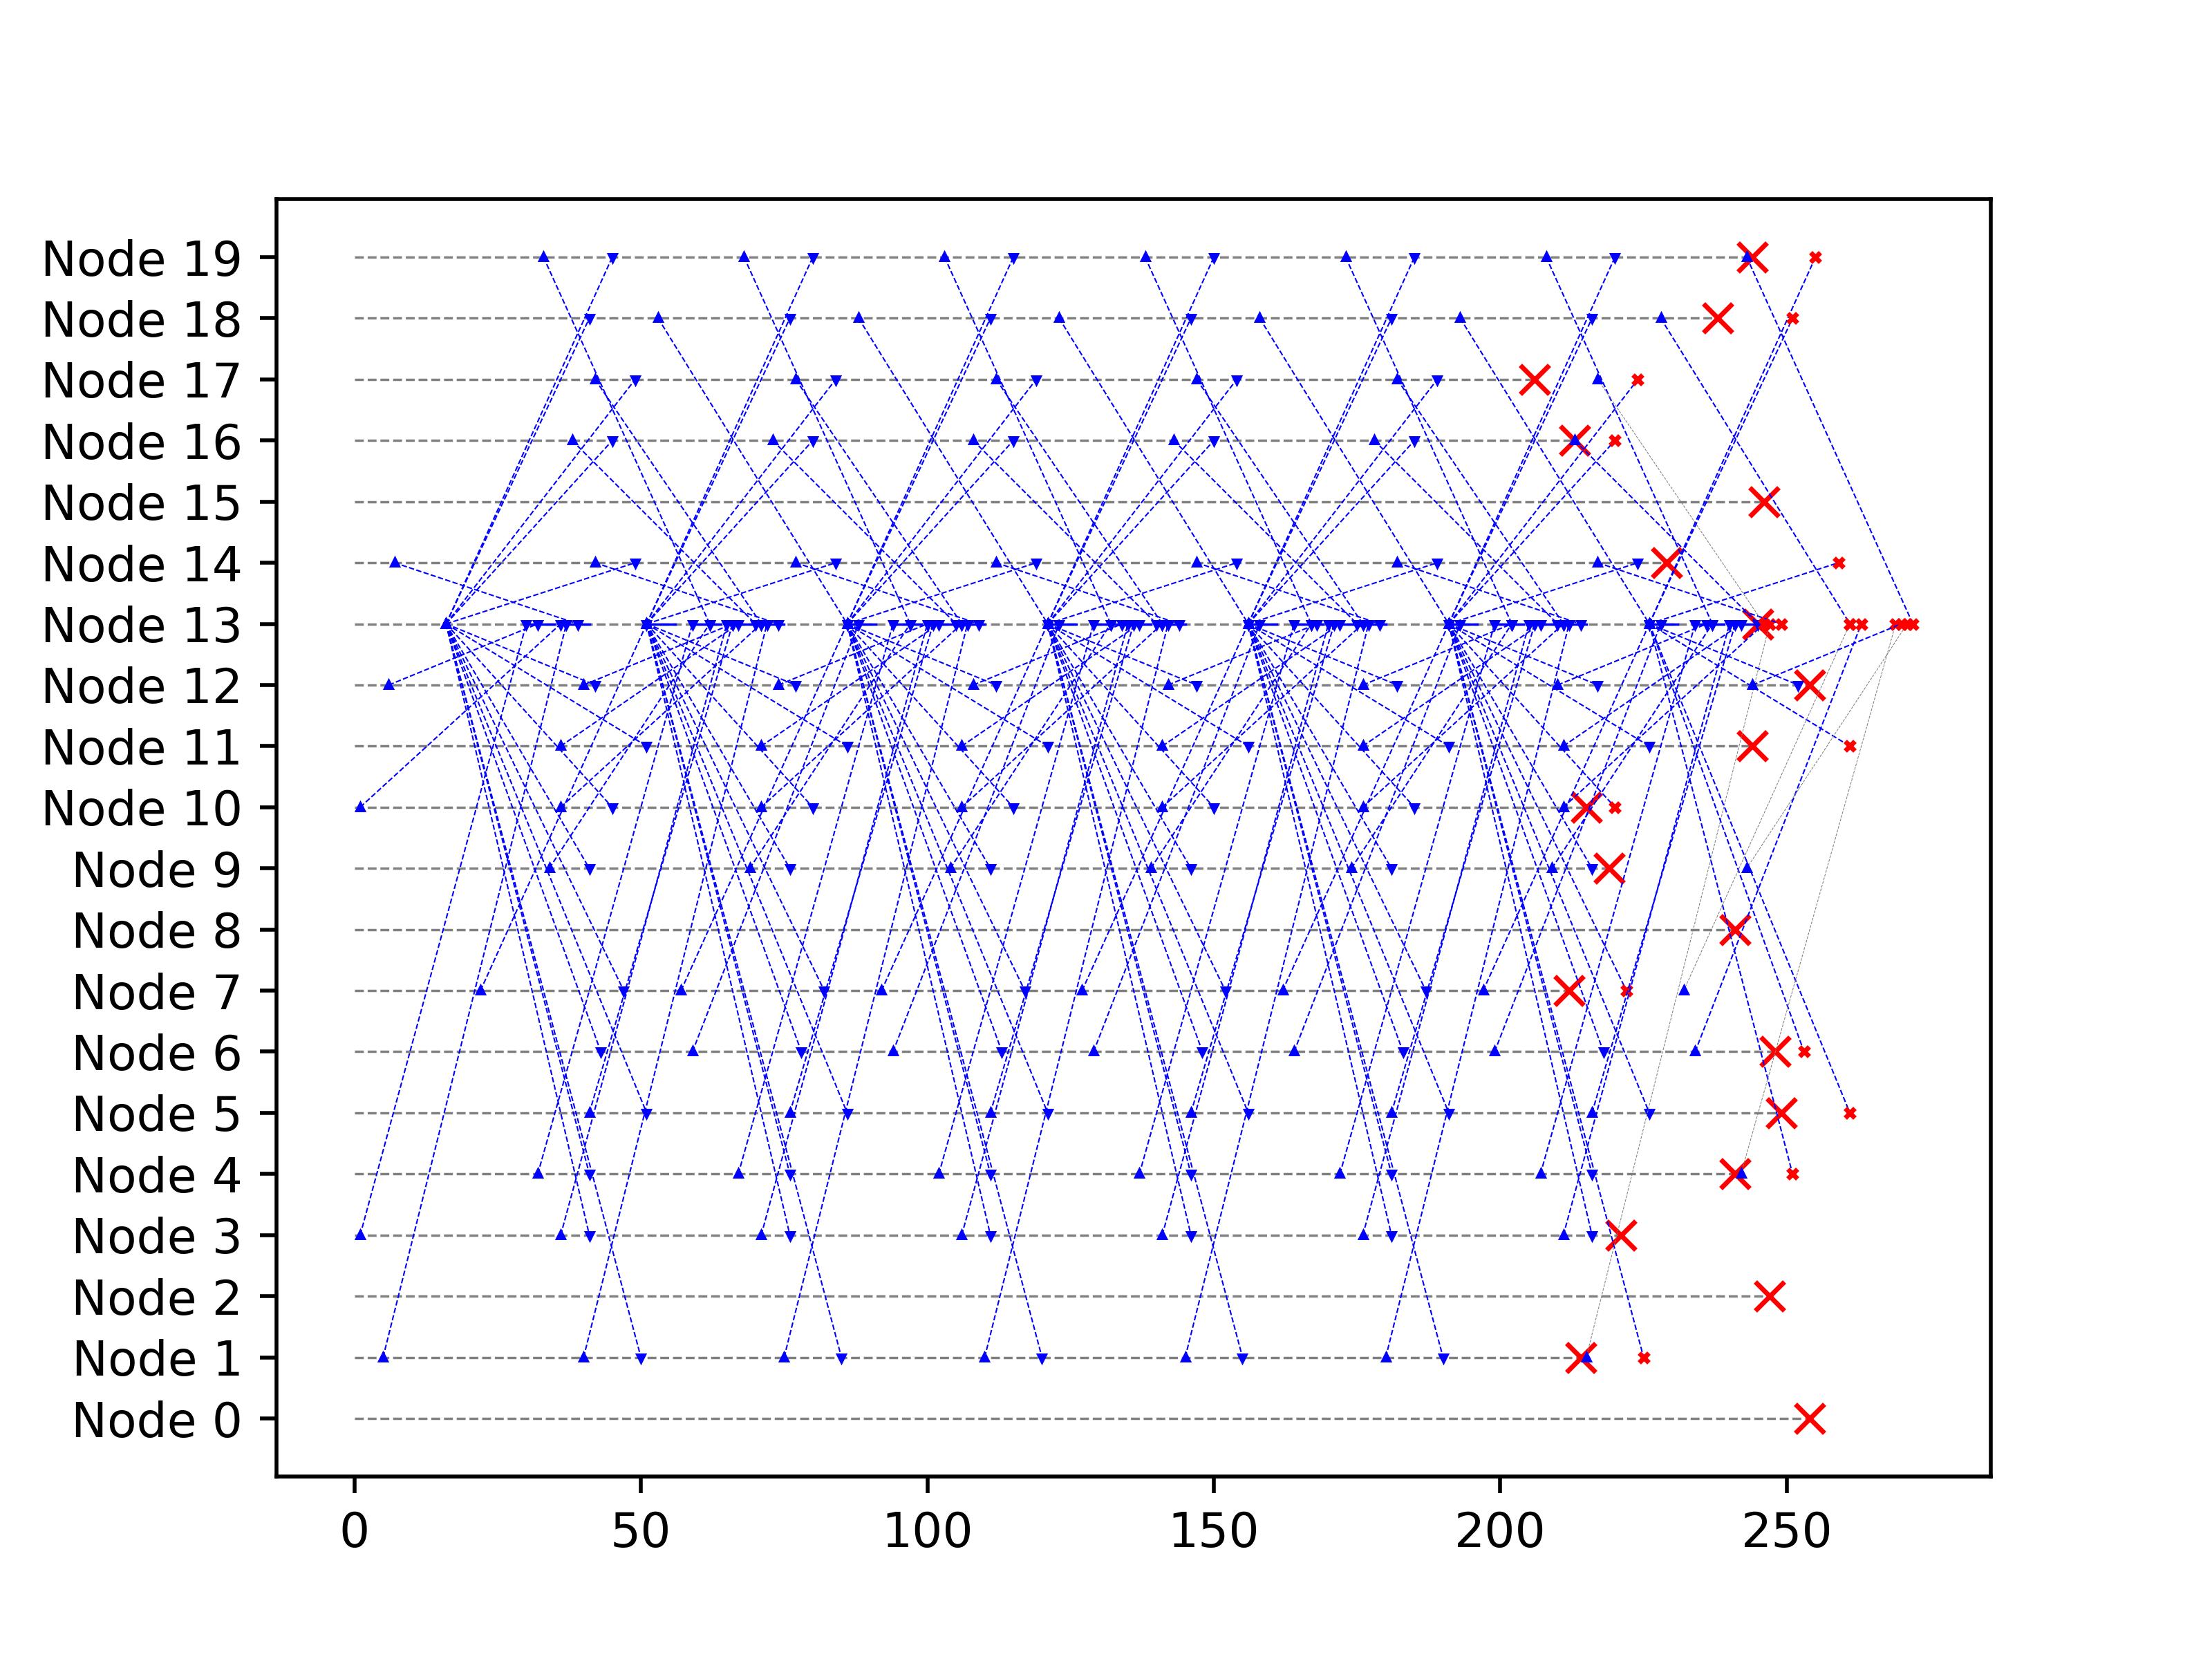 Node 19
Node 18
Node 17
Node 16
Node 15
Node 14
Node 13
Node 12
Node 11
Node 10
Node 9
Node 8
Node 7
Node 6
Node 5
Node 4
Node 3
Node 2
Node 1
Node 0
0 50 100 150 200 250